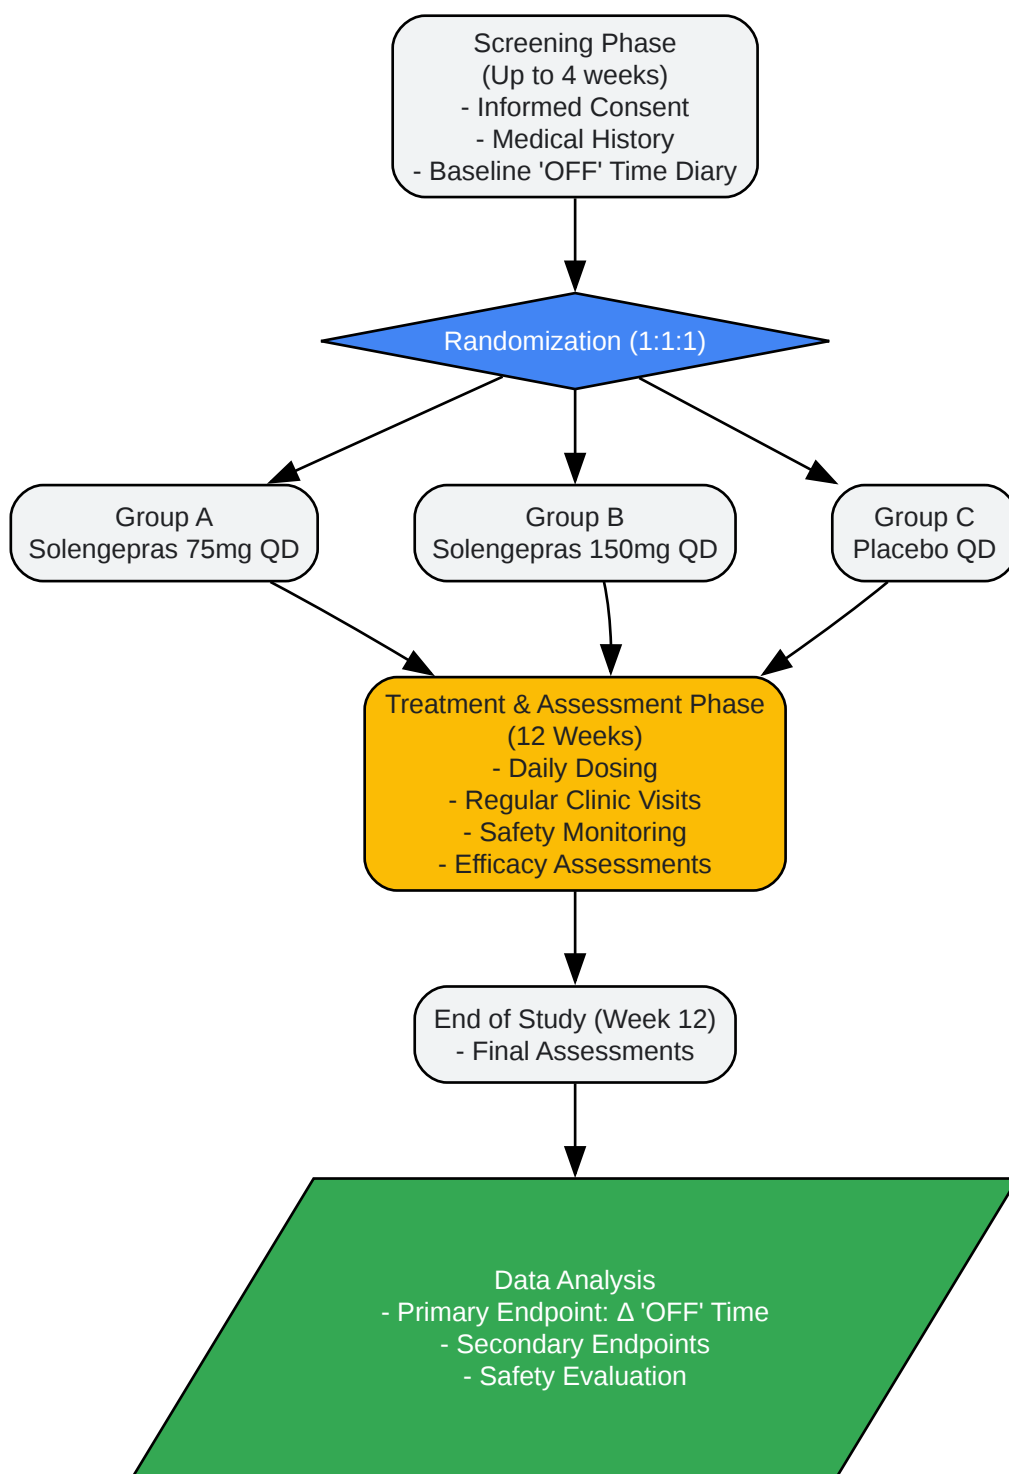 Screening Phase
(Up to 4 weeks)
- Informed Consent
- Medical History
- Baseline 'OFF' Time Diary
Randomization (1:1:1)
Group A
Solengepras 75mg QD
Group B
Solengepras 150mg QD
Group C
Placebo QD
Treatment & Assessment Phase
(12 Weeks)
- Daily Dosing
- Regular Clinic Visits
- Safety Monitoring
- Efficacy Assessments
End of Study (Week 12)
- Final Assessments
Data Analysis
- Primary Endpoint: Δ 'OFF' Time
- Secondary Endpoints
- Safety Evaluation